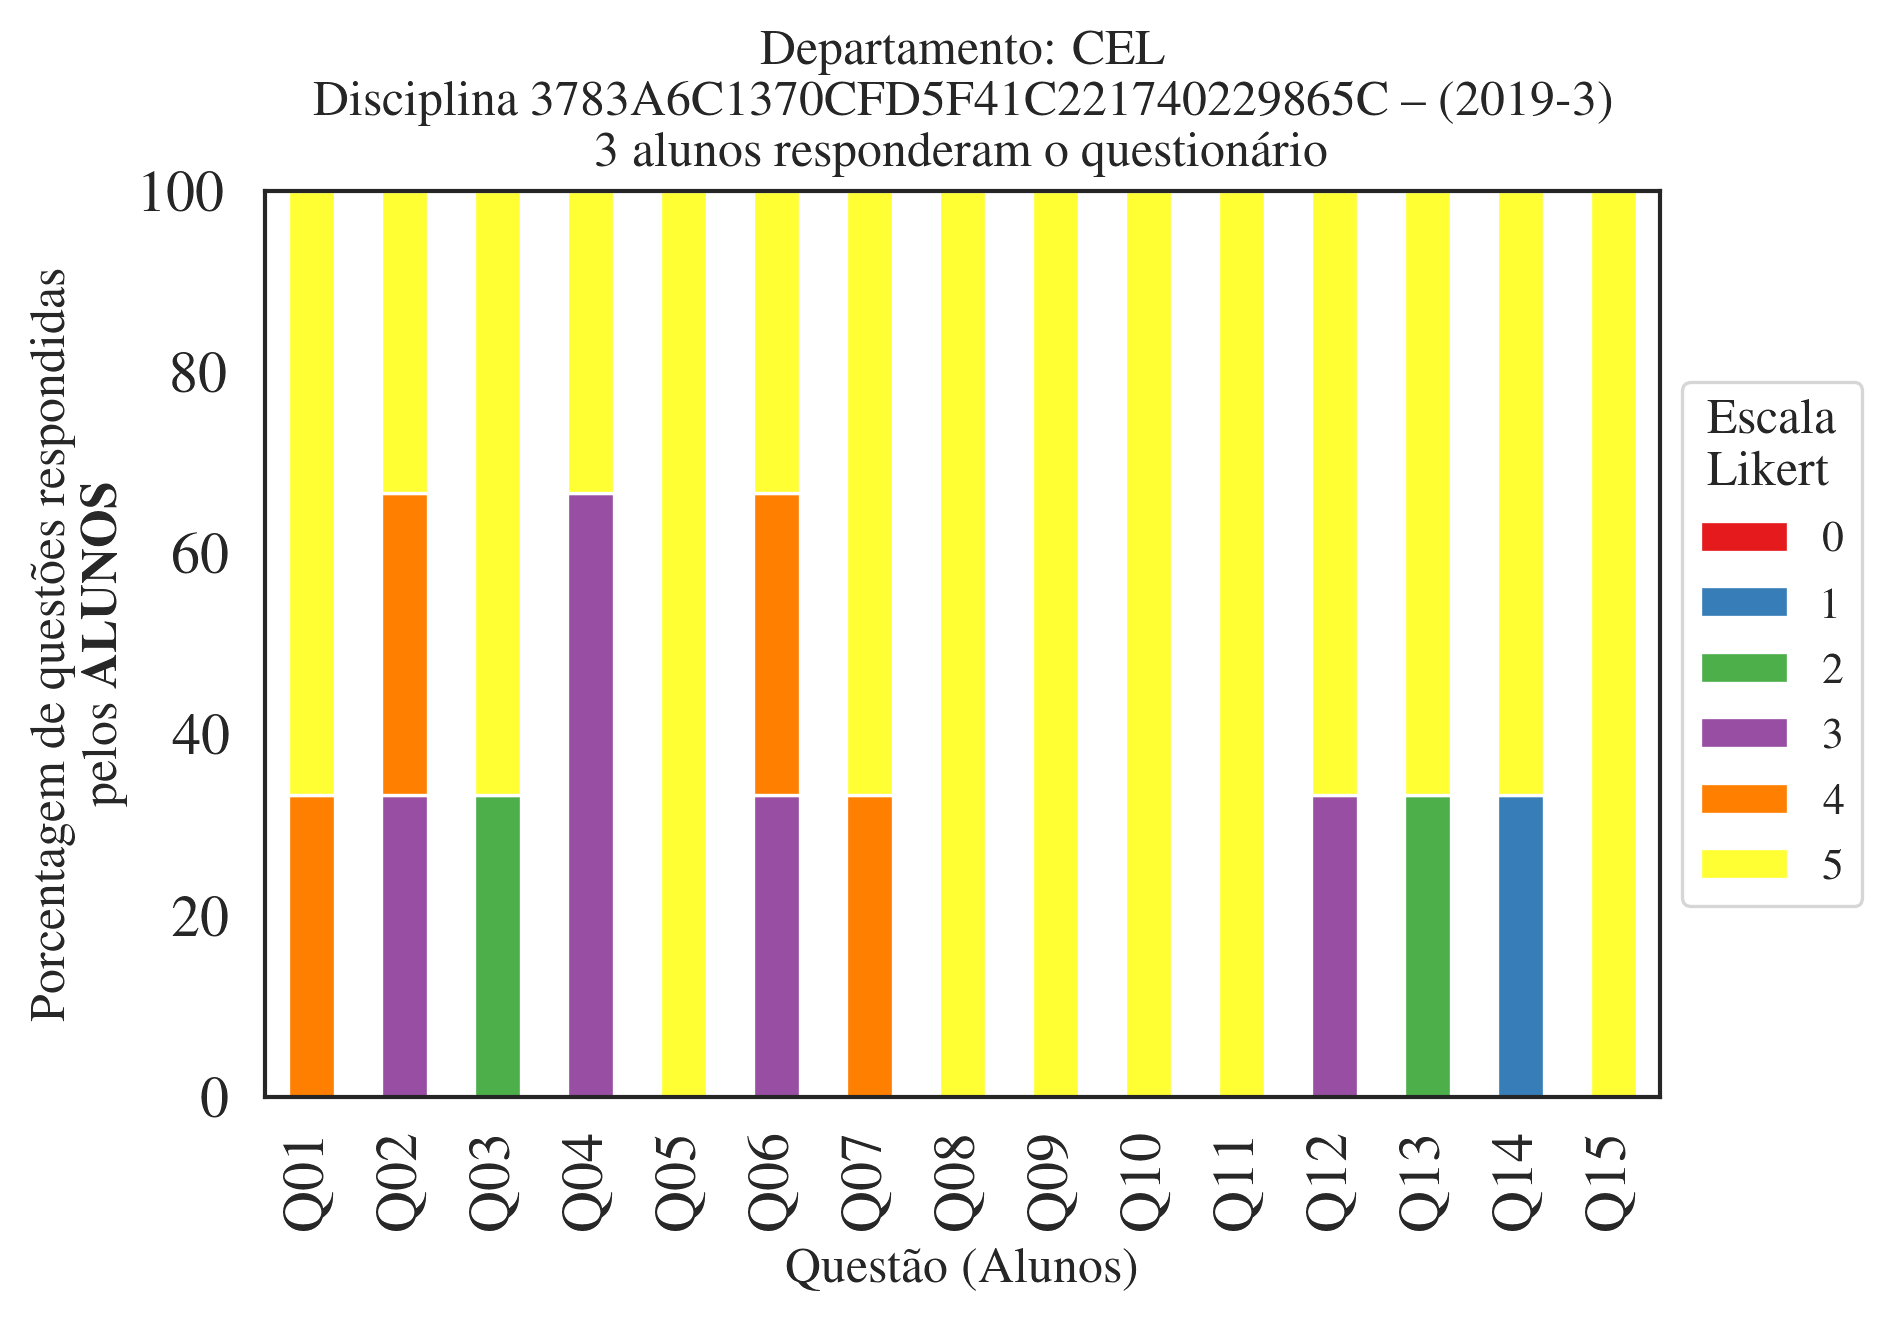 Departamento: CEL
Disciplina 3783A6C1370CFD5F41C221740229865C – (2019-3)
3 alunos responderam o questionário
Porcentagem de questões respondidas
pelos ALUNOS
100
80
60
40
20
0
Q01
Q02
Q03
Q04
Q05
Q06
Q07
Q08
Q09
Q10
Q11
Q12
Q13
Q14
Q15
Questão (Alunos)
Escala
Likert
0
1
2
3
4
5